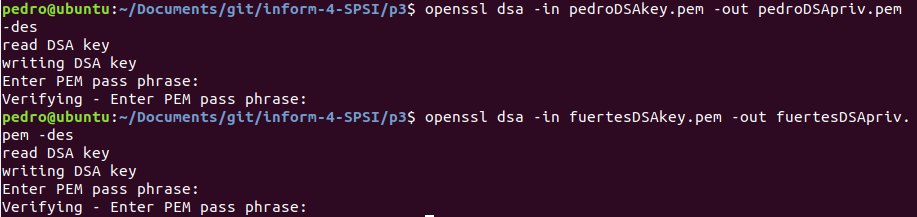 pedro@ubuntu:~/Documents/git/inform-4-SPSI/p3$ openssl dsa -in pedroDSAkey.pem -out pedroDSApriv.pem
-des
read DSA key
writing DSA key
Enter PEM pass phrase:
Verifying - Enter PEM pass phrase:
pedro@ubuntu:~/Documents/git/inform-4-SPSI/p3$ openssl dsa -in fuertesDSAkey.pem -out fuertesDSApriv.
pem -des
read DSA key
writing DSA key
Enter PEM pass phrase:
Verifying - Enter PEM pass phrase: